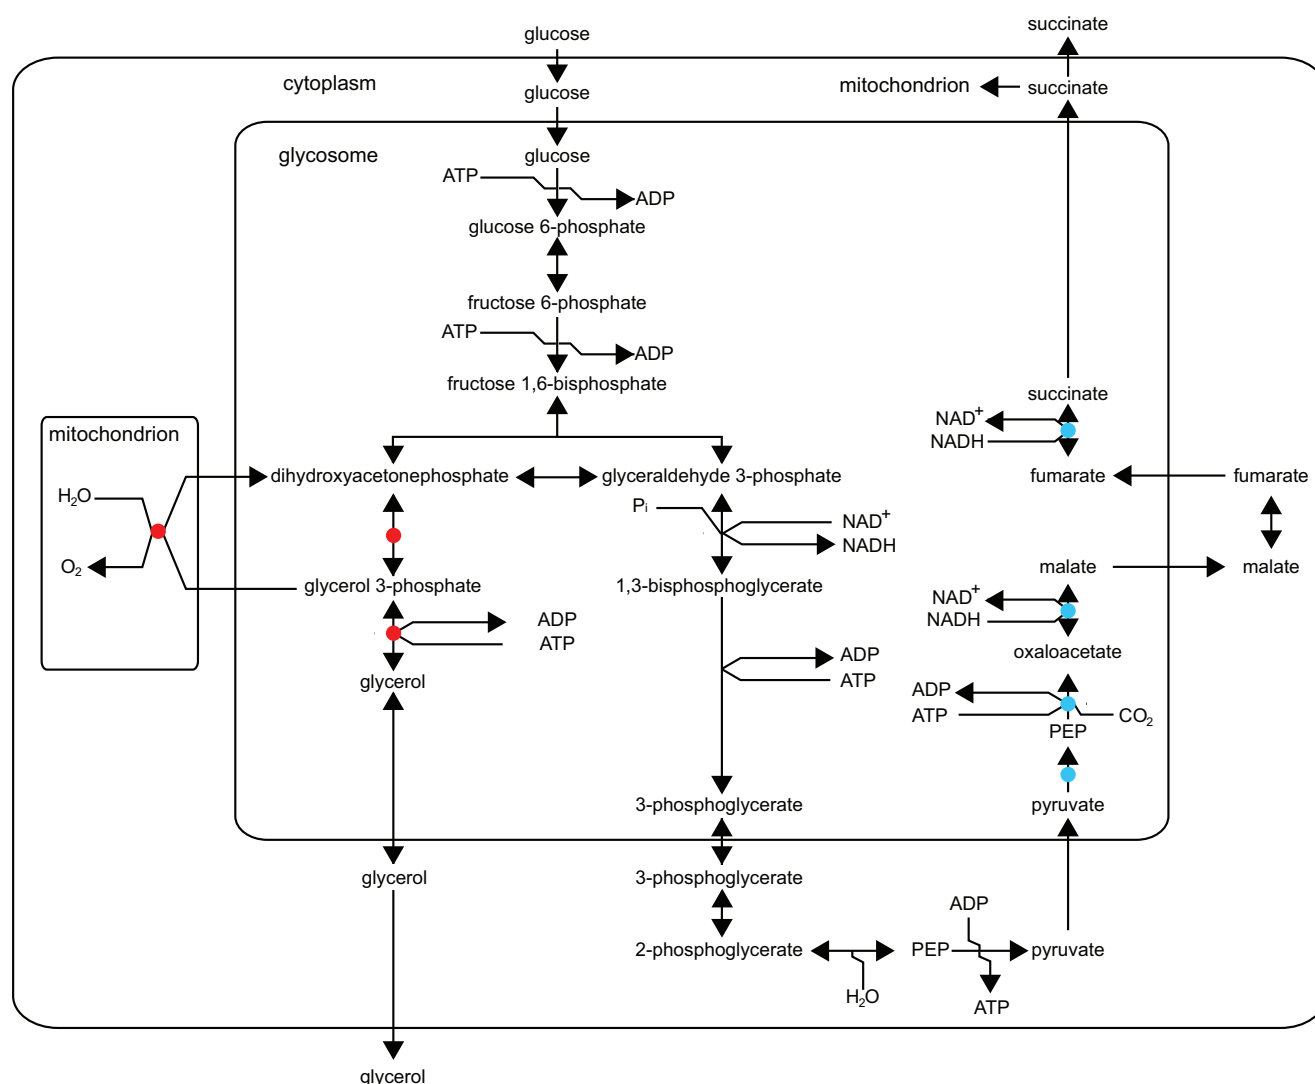 glucose
succinate
cytoplasm
glucose
mitochondrion
succinate
glycosome
glucose
ATP
ADP
glucose 6-phosphate
fructose 6-phosphate
ATP
ADP
fructose 1,6-bisphosphate
succinate
NAD+
NADH
mitochondrion
dihydroxyacetonephosphate
glyceraldehyde 3-phosphate
fumarate
fumarate
H2O
Pi
NAD+
NADH
O2
glycerol 3-phosphate
1,3-bisphosphoglycerate
malate
malate
NAD+
NADH
ADP
ATP
oxaloacetate
ADP
ATP
glycerol
ADP
ATP
CO2
PEP
3-phosphoglycerate
pyruvate
glycerol
3-phosphoglycerate
ADP
2-phosphoglycerate
PEP
pyruvate
H2O
ATP
glycerol